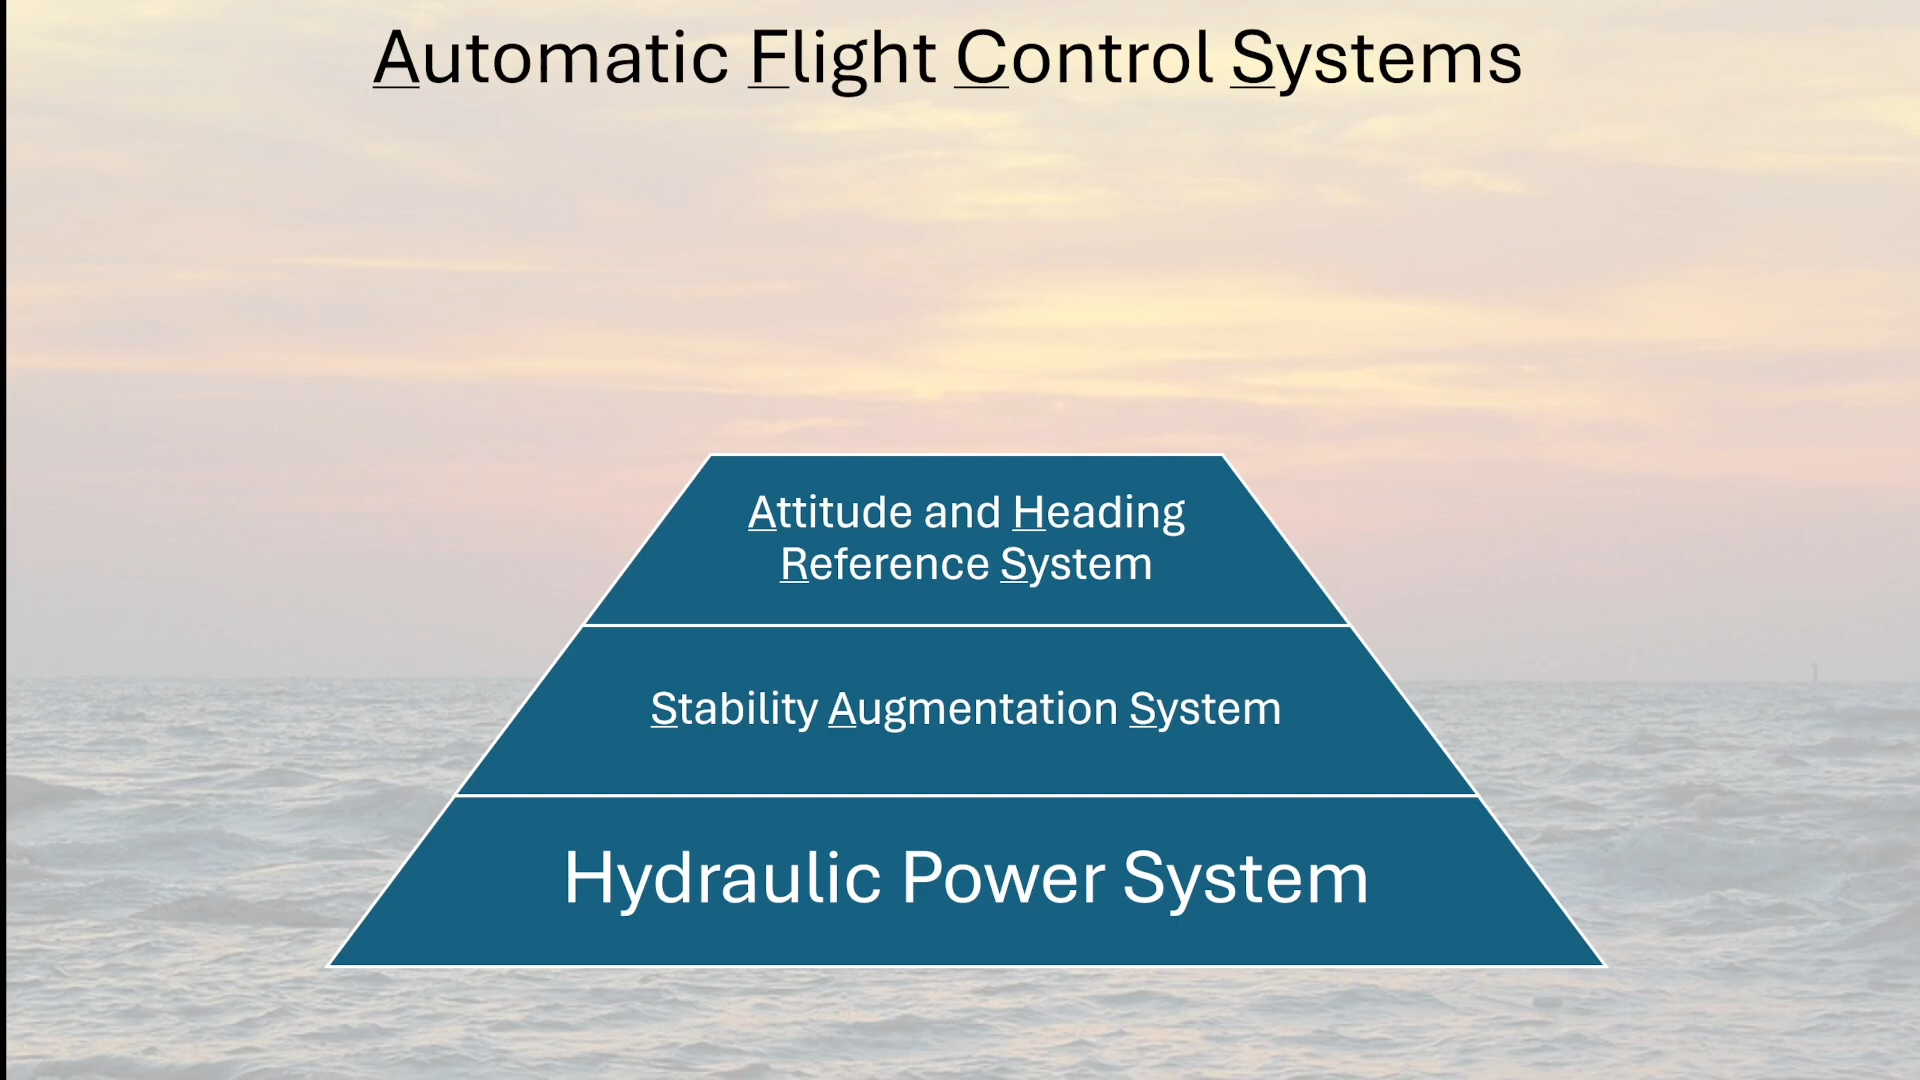 Automatic Flight Control Systems
Attitude and Heading
Reference System
Stability Augmentation System
Hydraulic Power System